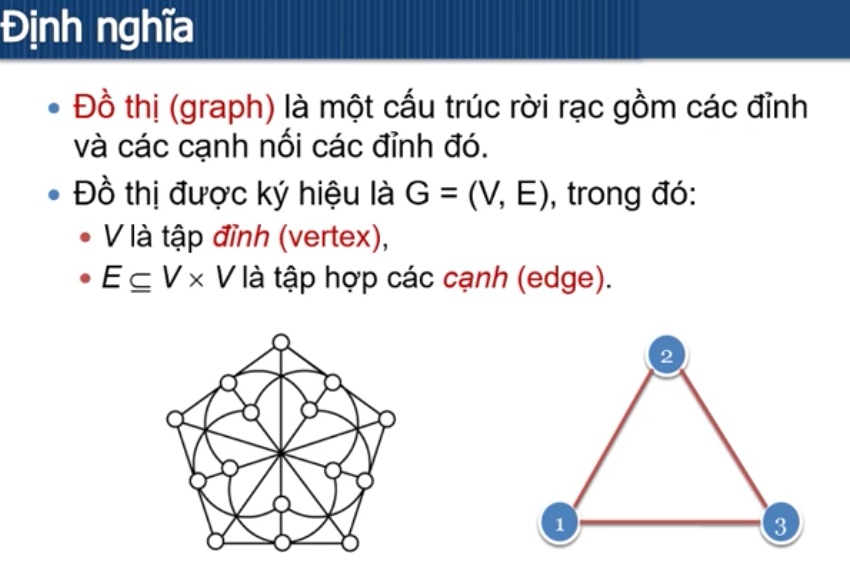 Định nghĩa
• Đồ thị (graph) là một cấu trúc rời rạc gồm các đỉnh
và các cạnh nối các đỉnh đó.
• Đồ thị được ký hiệu là G = (V, E), trong đó:
• V là tập đỉnh (vertex),
• E ⊆ V × V là tập hợp các cạnh (edge).
2
1
3